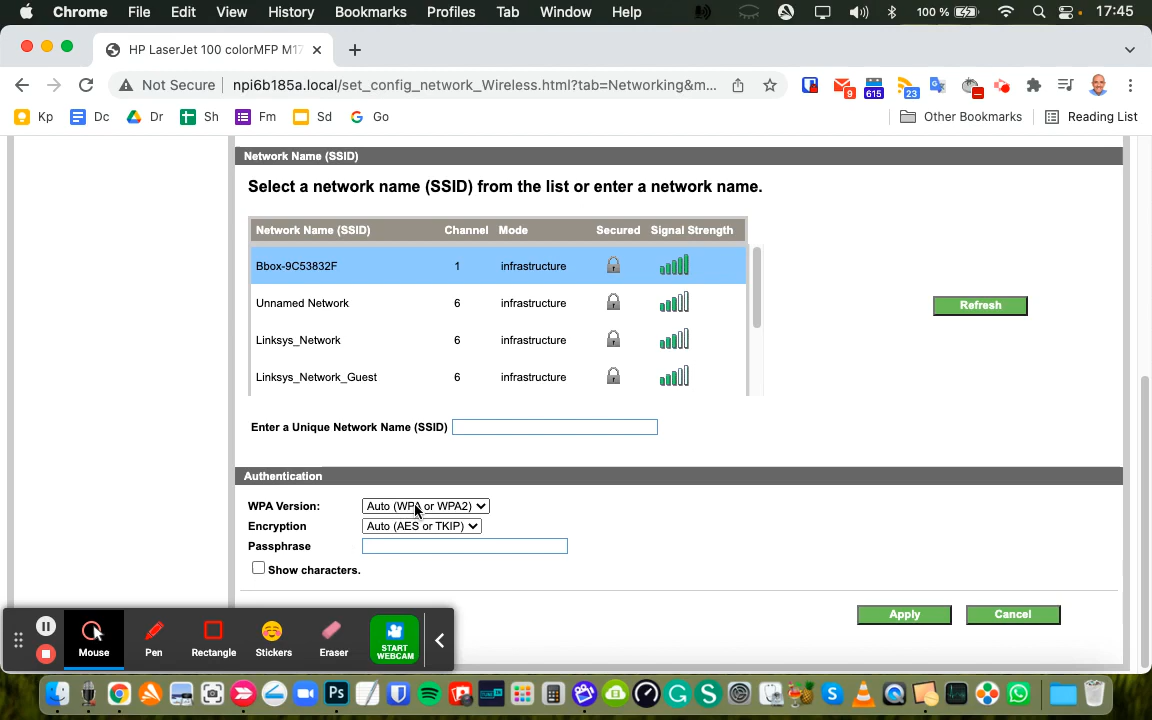 Chrome File Edit View History Bookmarks Profiles Tab Window Help 100 % 17:45
HP LaserJet 100 colorMFP M17
Not Secure npi6b185a.local/set_config_network_Wireless.html?tab=Networking&m... 9 615 23
Kp Dc Dr Sh Fm Sd Go Other Bookmarks Reading List
Network Name (SSID)
Select a network name (SSID) from the list or enter a network name.
Network Name (SSID) Channel Mode Secured Signal Strength
Bbox-9C53832F 1 infrastructure
Unnamed Network 6 infrastructure
Refresh
Linksys_Network 6 infrastructure
Linksys_Network_Guest 6 infrastructure
Enter a Unique Network Name (SSID)
Authentication
WPA Version: Auto (WPA or WPA2)
Encryption Auto (AES or TKIP)
Passphrase
Show characters.
Apply Cancel
Mouse Pen Rectangle Stickers Eraser START
WEBCAM